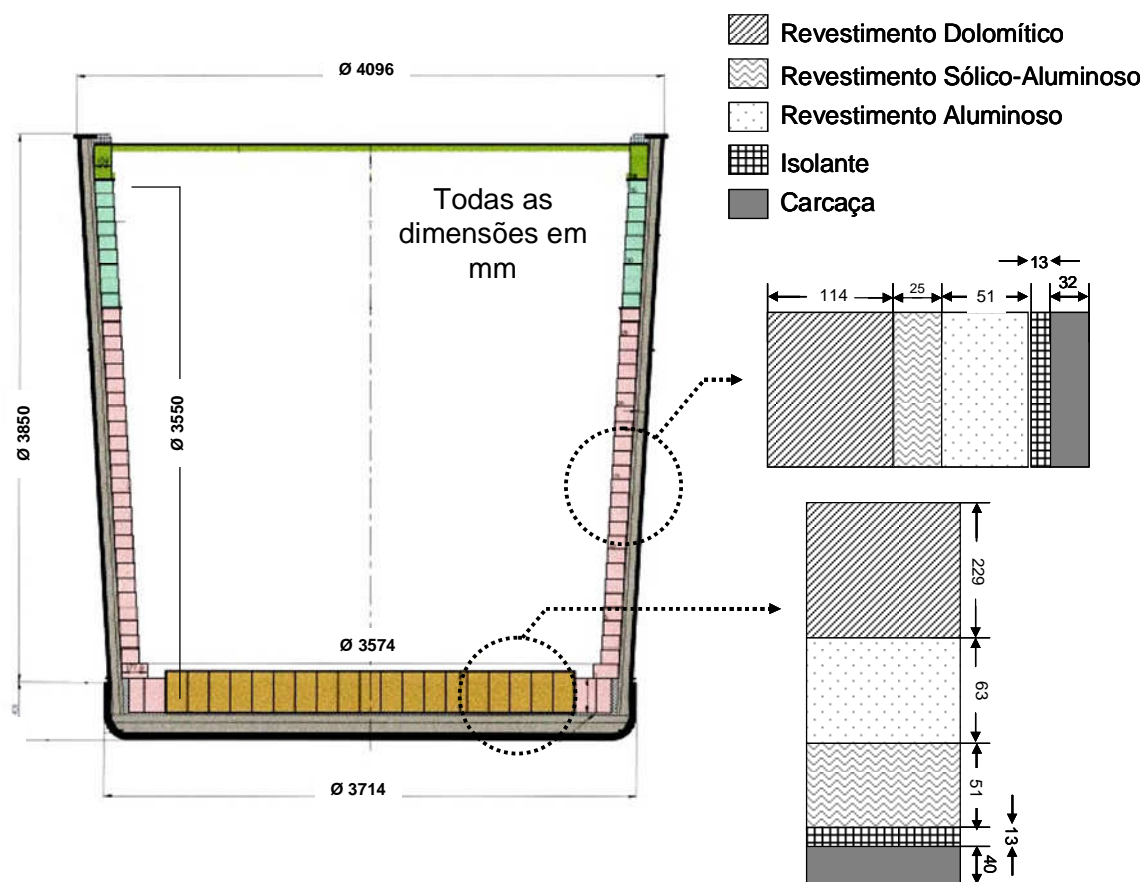 Revestimento Dolomítico
Revestimento Sólico-Aluminoso
Revestimento Aluminoso
Isolante
Carcaça
Ø 4096
Todas as
dimensões em
mm
Ø 3850
Ø 3550
Ø 3574
Ø 3714
13
32
114
25
51
229
63
51
13
40